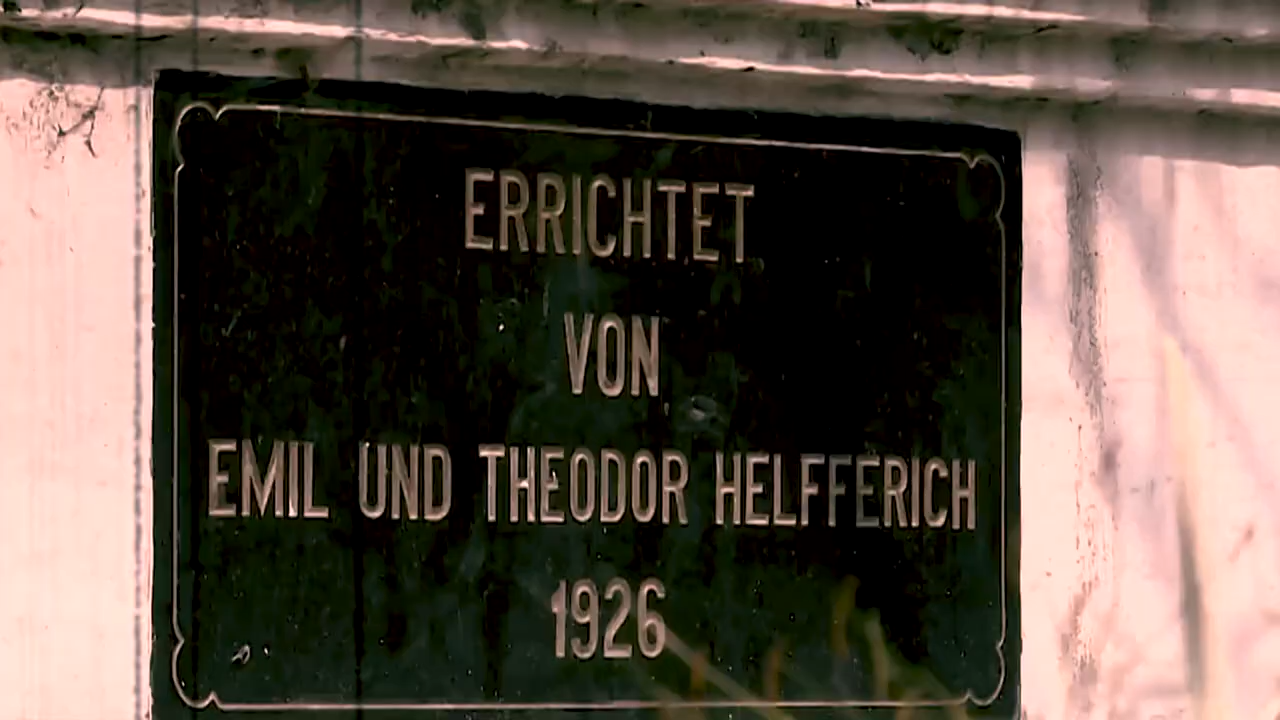 ERRICHTET
VON
EMIL UND THEODOR HELFFERICH
1926